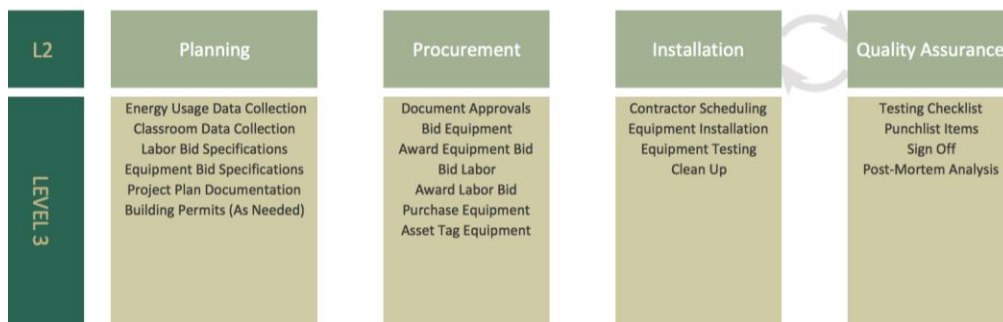 L2
Planning
Procurement
Installation
Quality Assurance
LEVEL 3
Energy Usage Data Collection
Classroom Data Collection
Labor Bid Specifications
Equipment Bid Specifications
Project Plan Documentation
Building Permits (As Needed)
Document Approvals
Bid Equipment
Award Equipment Bid
Bid Labor
Award Labor Bid
Purchase Equipment
Asset Tag Equipment
Contractor Scheduling
Equipment Installation
Equipment Testing
Clean Up
Testing Checklist
Punchlist Items
Sign Off
Post-Mortem Analysis